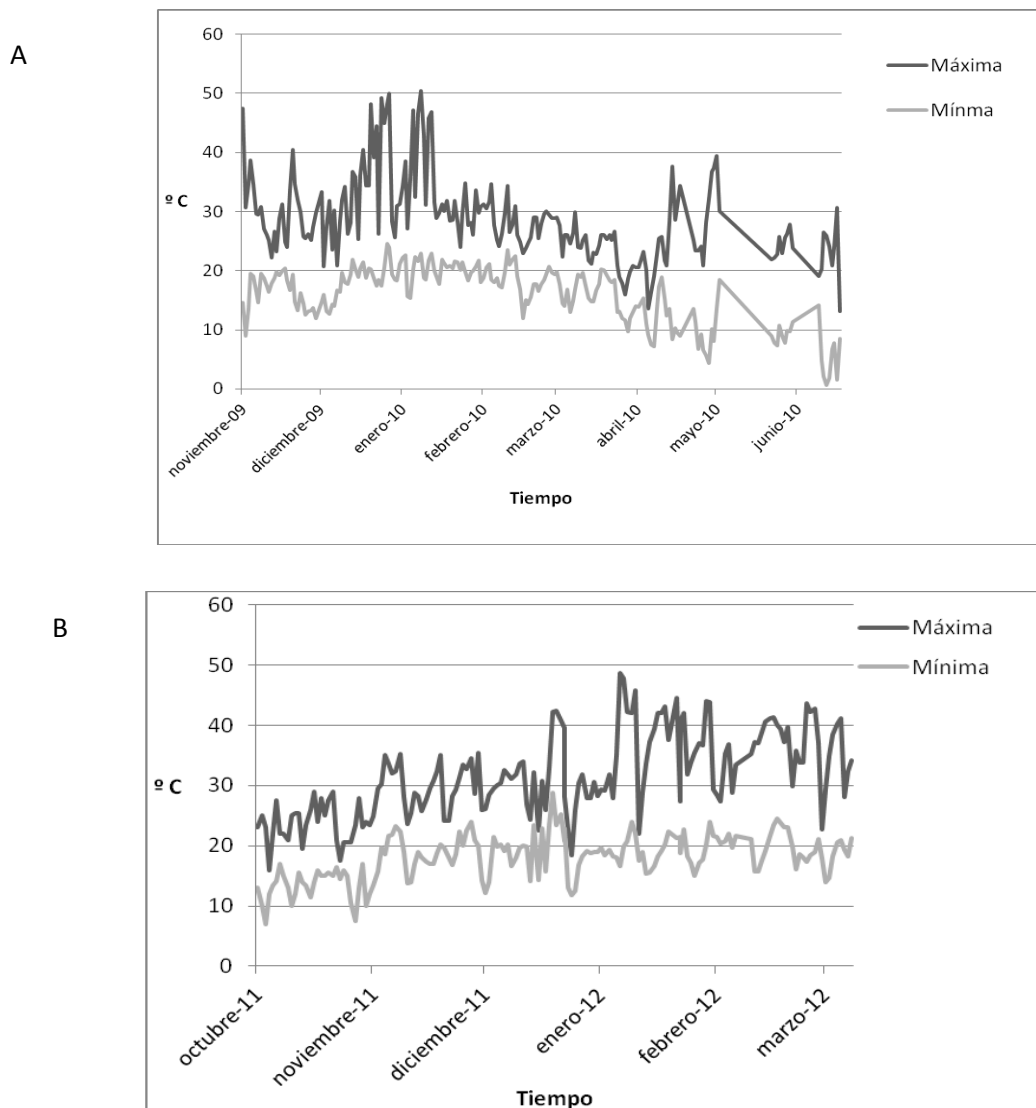 A
60
50
40
30
20
10
0
º C
Máxima
Mínma
noviembre-09
diciembre-09
enero-10
febrero-10
marzo-10
abril-10
mayo-10
junio-10
Tiempo
B
60
50
40
30
20
10
0
º C
Máxima
Mínima
octubre-11
noviembre-11
diciembre-11
enero-12
febrero-12
marzo-12
Tiempo